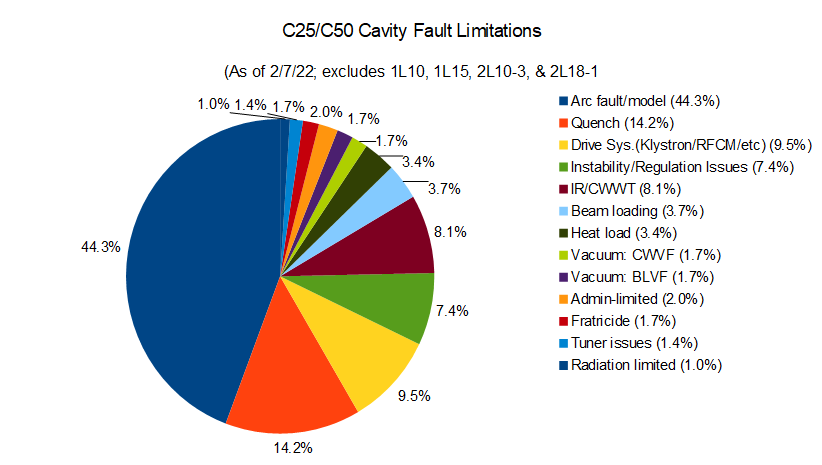 C25/C50 Cavity Fault Limitations
(As of 2/7/22; excludes 1L10, 1L15, 2L10-3, & 2L18-1
1.0%
1.4%
1.7%
2.0%
1.7%
1.7%
3.4%
3.7%
8.1%
7.4%
9.5%
14.2%
44.3%
Arc fault/model (44.3%)
Quench (14.2%)
Drive Sys.(Klystron/RFCM/etc) (9.5%)
Instability/Regulation Issues (7.4%)
IR/CWWT (8.1%)
Beam loading (3.7%)
Heat load (3.4%)
Vacuum: CWVF (1.7%)
Vacuum: BLVF (1.7%)
Admin-limited (2.0%)
Fratricide (1.7%)
Tuner issues (1.4%)
Radiation limited (1.0%)